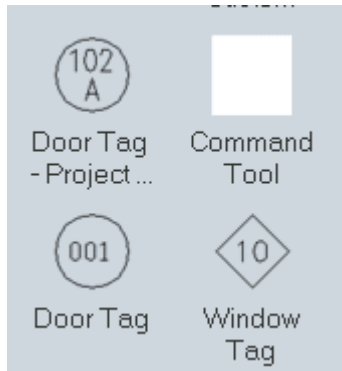 102
A
Door Tag
- Project ...
Command
Tool
001
Door Tag
10
Window
Tag